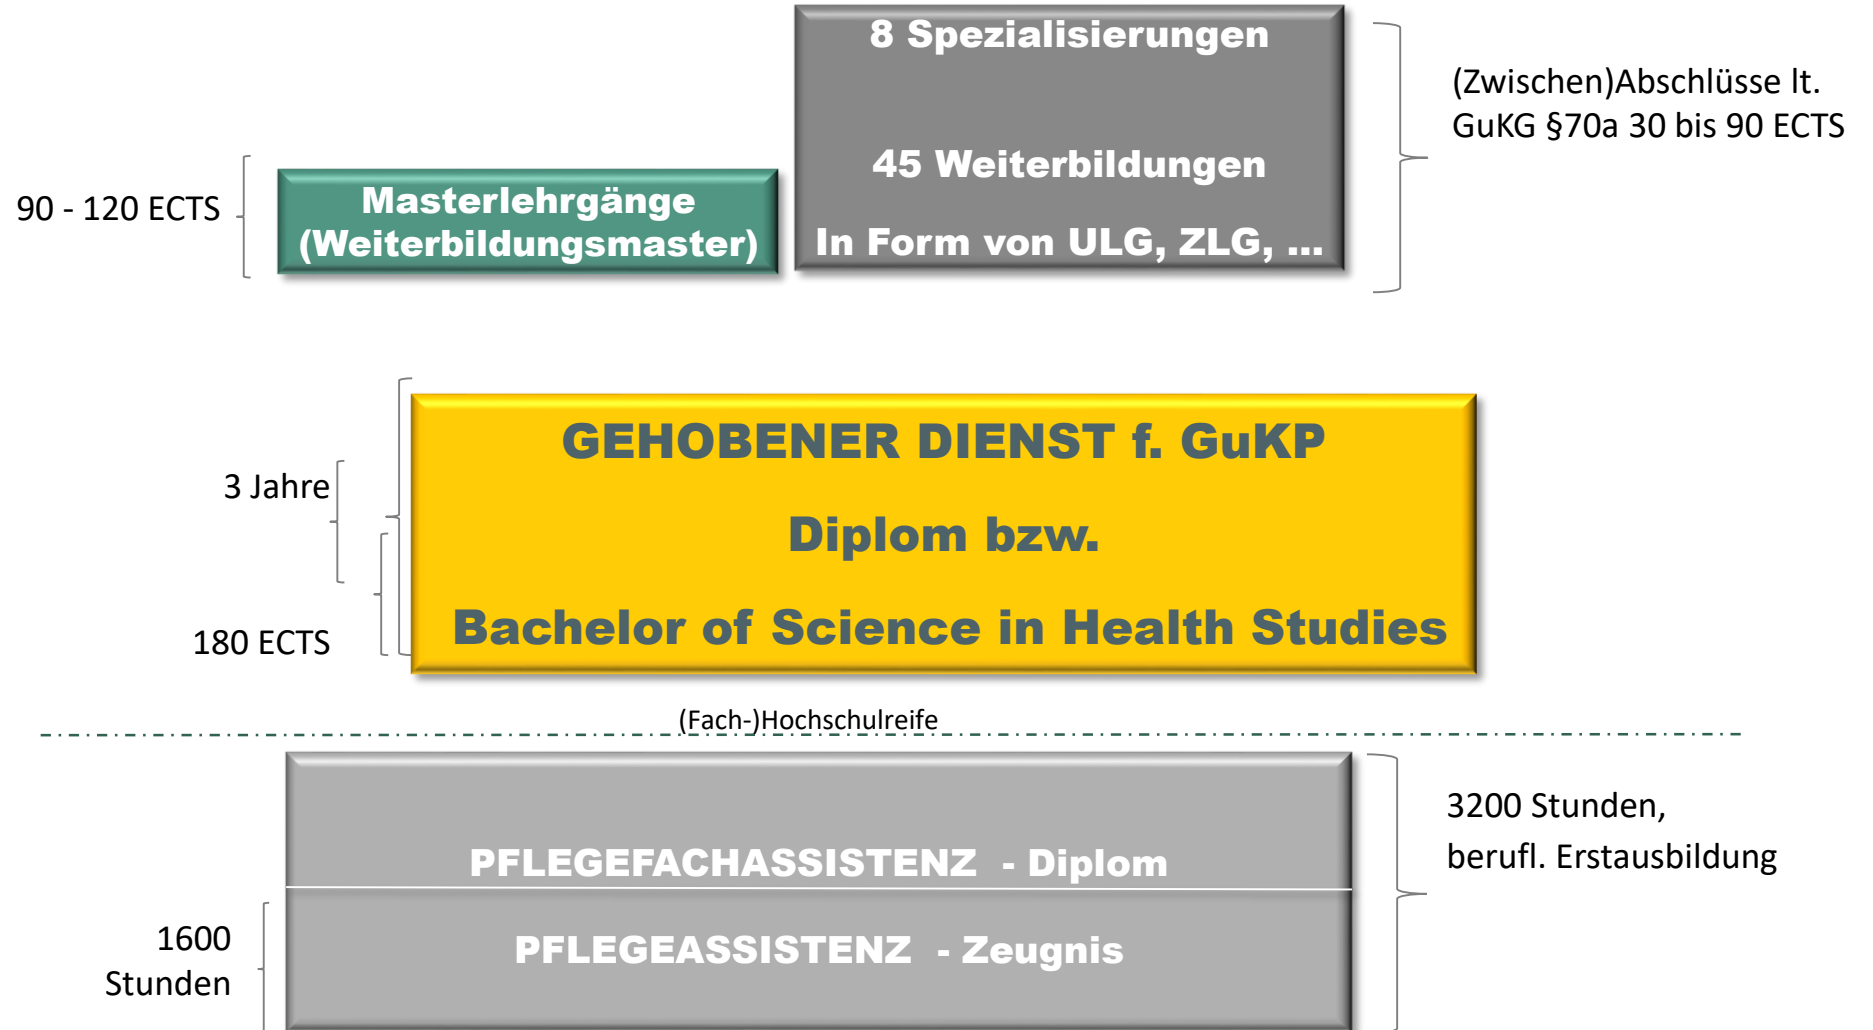 8 Spezialisierungen
45 Weiterbildungen
In Form von ULG, ZLG, ...
(Zwischen)Abschlüsse lt.
GuKG §70a 30 bis 90 ECTS
90 - 120 ECTS
Masterlehrgänge
(Weiterbildungsmaster)
GEHOBENER DIENST f. GuKP
Diplom bzw.
Bachelor of Science in Health Studies
3 Jahre
180 ECTS
(Fach-)Hochschulreife
PFLEGEFACHASSISTENZ - Diplom
PFLEGEASSISTENZ - Zeugnis
3200 Stunden,
berufl. Erstausbildung
1600
Stunden